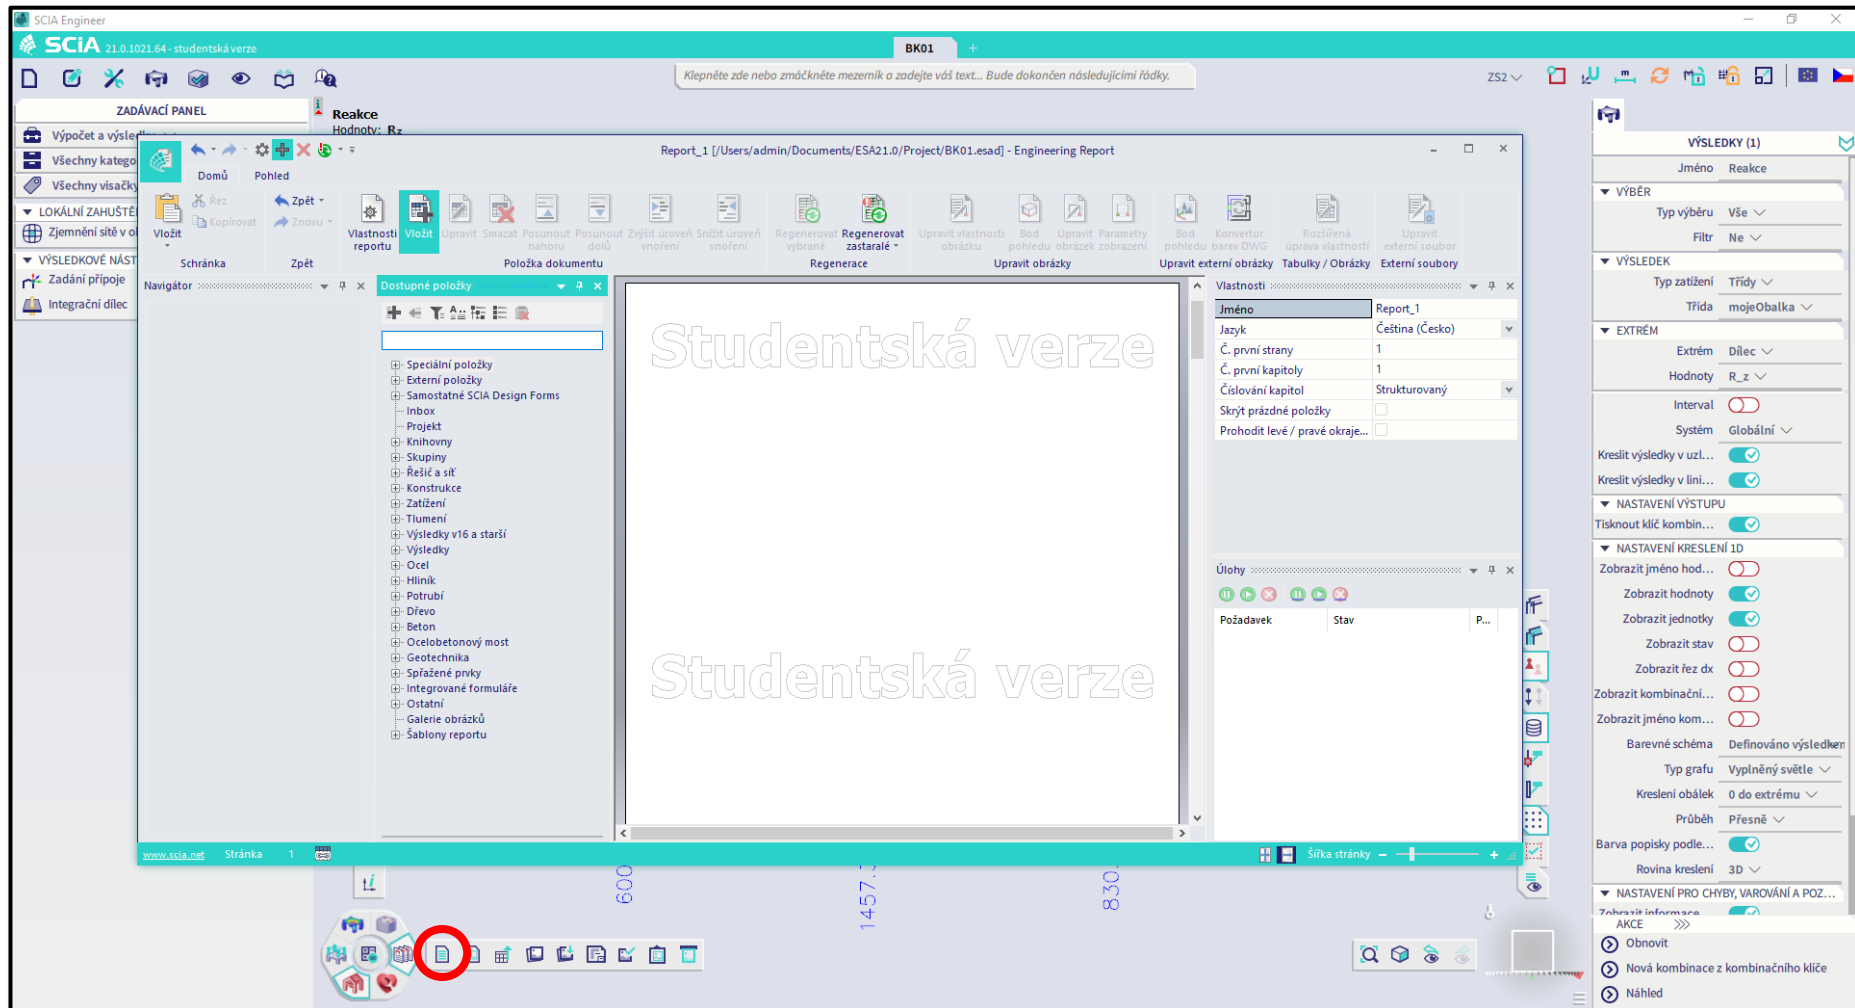 SCIA Engineer
SCiA 21.0.1021.64 - studentská verze
BK01 +
Klepněte zde nebo zmáčkněte mezerník a zadejte váš text... Bude dokončen následujícími řádky.
ZS2
ZADÁVACÍ PANEL
Výpočet a výsle
Všechny katego
Všechny visačky
LOKÁLNÍ ZAHUŠTĚ
Zjemnění sítě v o
VÝSLEDKOVÉ NÁST
Zadání přípoje
Integrační dílec
Reakce
Hodnoty: Rz
Report_1 [/Users/admin/Documents/ESA21.0/Project/BK01.esad] - Engineering Report
Domů Pohled
Vložit
Řez
Kopírovat
Schránka
Zpět
Znovu
Zpět
Vlastnosti reportu
Vložit
Upravit
Smazat
Posunout nahoru
Posunout dolů
Zvýšit úroveň vnoření
Snížit úroveň vnoření
Položka dokumentu
Regenerovat vybrané
Regenerovat zastaralé
Regenerace
Upravit vlastnosti obrázku
Bod pohledu
Upravit obrázek
Parametry zobrazení
Upravit obrázky
Bod pohledu
Konvertor barev DWG
Upravit externí obrázky
Rozšířená úprava vlastností
Tabulky / Obrázky
Upravit externí soubor
Externí soubory
Navigátor
Dostupné položky
Speciální položky
Externí položky
Samostatné SCIA Design Forms
Inbox
Projekt
Knihovny
Skupiny
Řešič a síť
Konstrukce
Zatížení
Tlumení
Výsledky v16 a starší
Výsledky
Ocel
Hliník
Potrubí
Dřevo
Beton
Ocelobetonový most
Geotechnika
Spřažené prvky
Integrované formuláře
Ostatní
Galerie obrázků
Šablony reportu
Studentská verze
Studentská verze
Vlastnosti
Jméno Report_1
Jazyk Čeština (Česko)
Č. první strany 1
Č. první kapitoly 1
Číslování kapitol Strukturovaný
Skrýt prázdné položky
Prohodit levé / pravé okraje...
Úlohy
Požadavek Stav P...
www.scia.net Stránka 1
Šířka stránky
600
1457.
830.
VÝSLEDKY (1)
Jméno Reakce
VÝBĚR
Typ výběru Vše
Filtr Ne
VÝSLEDEK
Typ zatížení Třídy
Třída mojeObalka
EXTRÉM
Extrém Dílec
Hodnoty R_z
Interval
Systém Globální
Kreslit výsledky v uzl...
Kreslit výsledky v lini...
NASTAVENÍ VÝSTUPU
Tisknout klíč kombin...
NASTAVENÍ KRESLENÍ 1D
Zobrazit jméno hod...
Zobrazit hodnoty
Zobrazit jednotky
Zobrazit stav
Zobrazit řez dx
Zobrazit kombinační...
Zobrazit jméno kom...
Barevné schéma Definováno výsledkem
Typ grafu Vyplněný světle
Kreslení obálek 0 do extrému
Průběh Přesně
Barva popisky podle...
Rovina kreslení 3D
NASTAVENÍ PRO CHYBY, VAROVÁNÍ A POZ...
Zobrazit informace
AKCE >>>
Obnovit
Nová kombinace z kombinačního klíče
Náhled